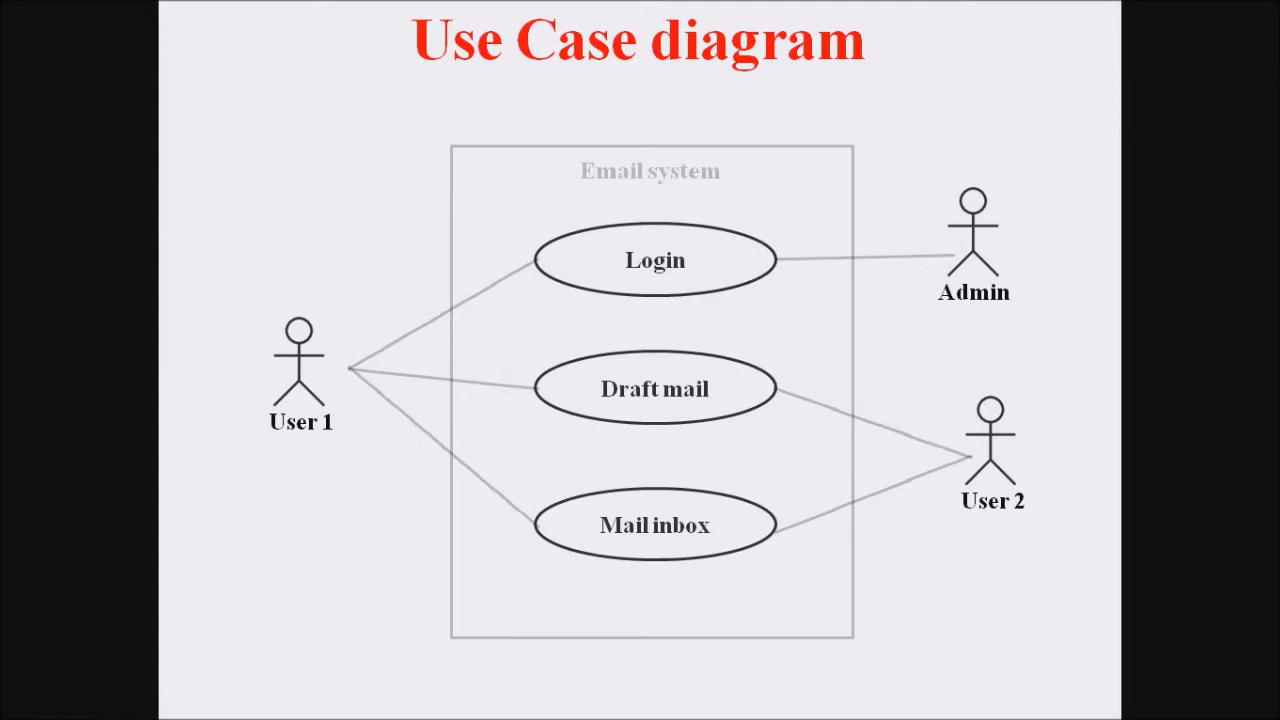 Use Case diagram
Email system
Login
Admin
Draft mail
User 1
User 2
Mail inbox